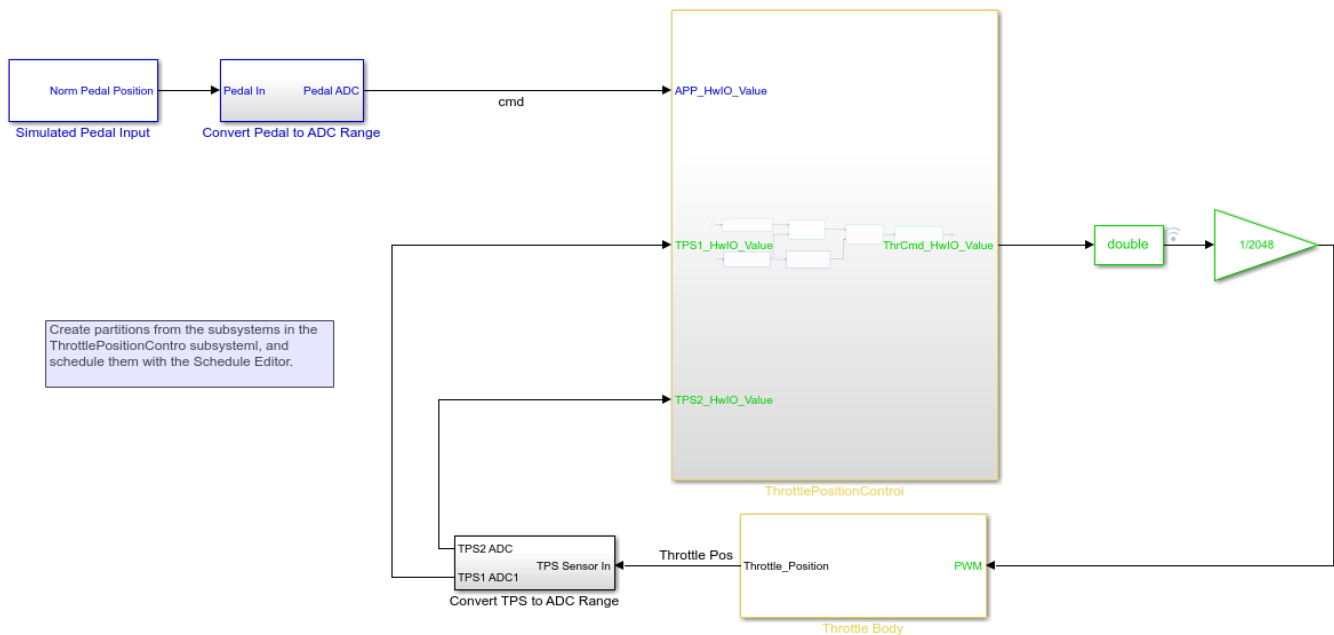 Norm Pedal Position
Simulated Pedal Input
Pedal In
Pedal ADC
Convert Pedal to ADC Range
cmd
APP_HwIO_Value
TPS1_HwIO_Value
ThrCmd_HwIO_Value
TPS2_HwIO_Value
ThrottlePositionControl
double
1/2048
Create partitions from the subsystems in the
ThrottlePositionContro subsysteml, and
schedule them with the Schedule Editor.
TPS2 ADC
TPS1 ADC1
TPS Sensor In
Convert TPS to ADC Range
Throttle Pos
Throttle_Position
PWM
Throttle Body